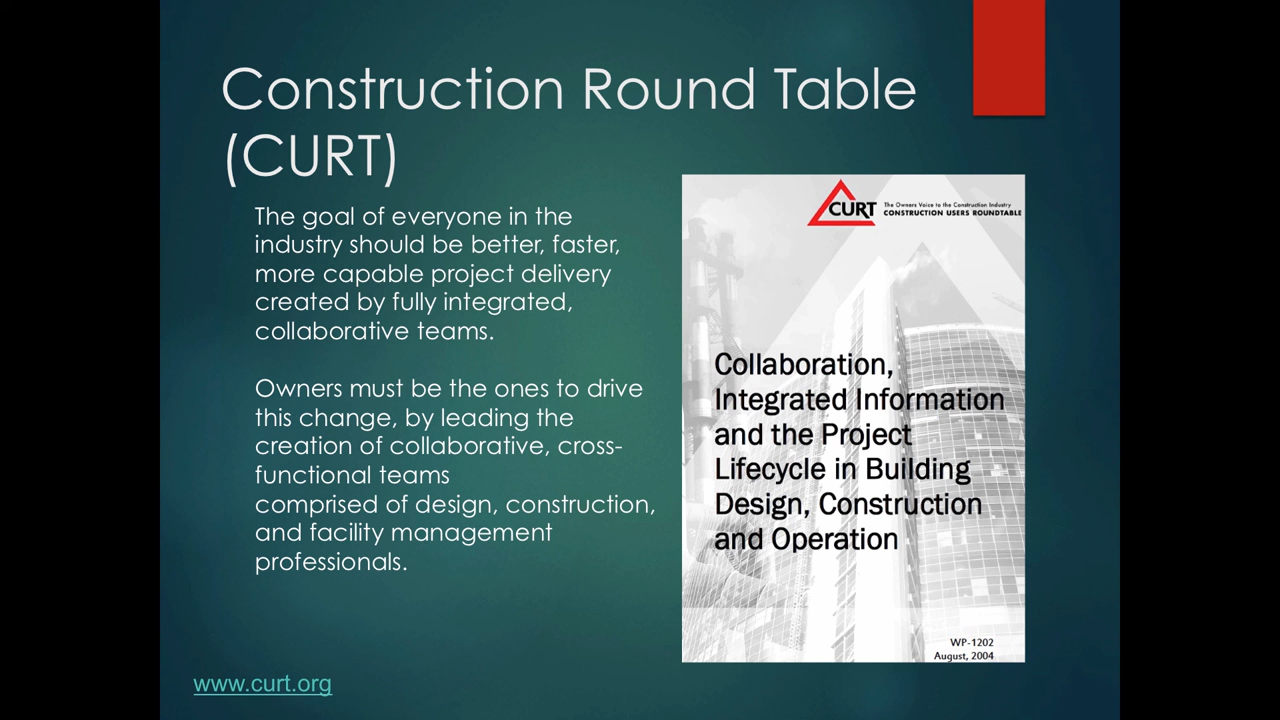 Construction Round Table
(CURT)
The goal of everyone in the
industry should be better, faster,
more capable project delivery
created by fully integrated,
collaborative teams.
Owners must be the ones to drive
this change, by leading the
creation of collaborative, cross-
functional teams
comprised of design, construction,
and facility management
professionals.
www.curt.org
CURT
The Owners Voice to the Construction Industry
CONSTRUCTION USERS ROUNDTABLE
Collaboration,
Integrated Information
and the Project
Lifecycle in Building
Design, Construction
and Operation
WP-1202
August, 2004